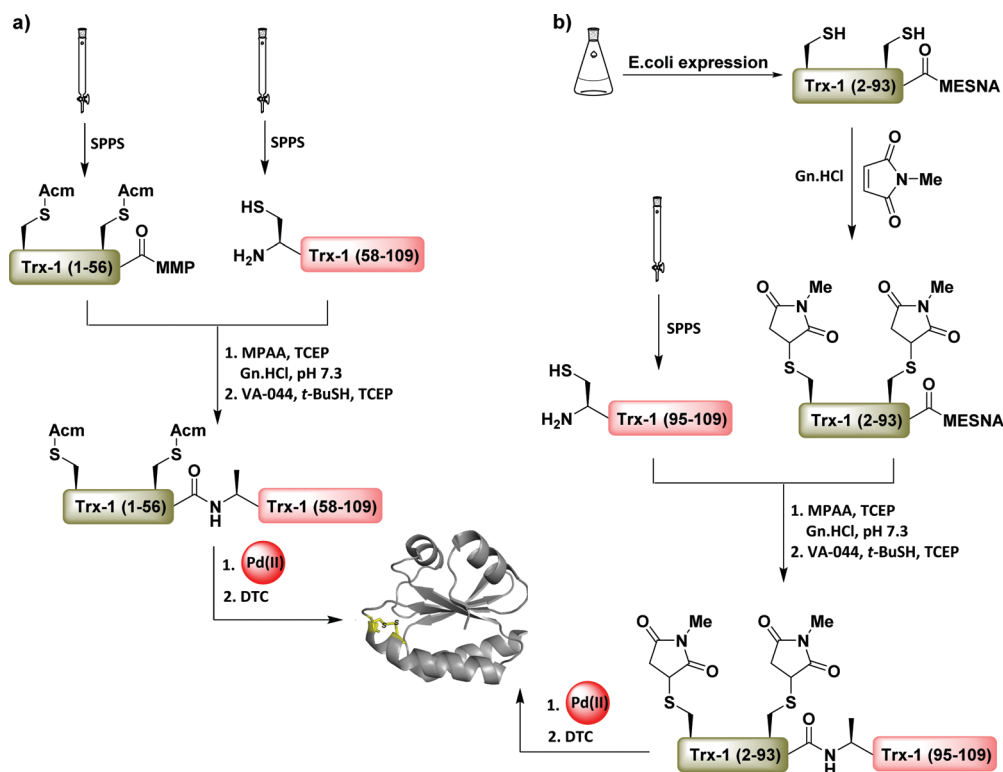 a)
SPPS
SPPS
Acm
S
Acm
S
O
MMP
Trx-1 (1-56)
HS
H2N
Trx-1 (58-109)
1. MPAA, TCEP
Gn.HCl, pH 7.3
2. VA-044, t-BuSH, TCEP
Acm
S
Acm
S
O
N
H
Trx-1 (1-56)
Trx-1 (58-109)
1. Pd(II)
2. DTC
S
S
b)
E.coli expression
SH
SH
O
MESNA
Trx-1 (2-93)
Gn.HCl
O
N-Me
O
SPPS
HS
H2N
Trx-1 (95-109)
Me
O
N
O
S
Me
O
N
O
S
O
MESNA
Trx-1 (2-93)
1. MPAA, TCEP
Gn.HCl, pH 7.3
2. VA-044, t-BuSH, TCEP
Me
O
N
O
S
Me
O
N
O
S
O
N
H
Trx-1 (2-93)
Trx-1 (95-109)
1. Pd(II)
2. DTC